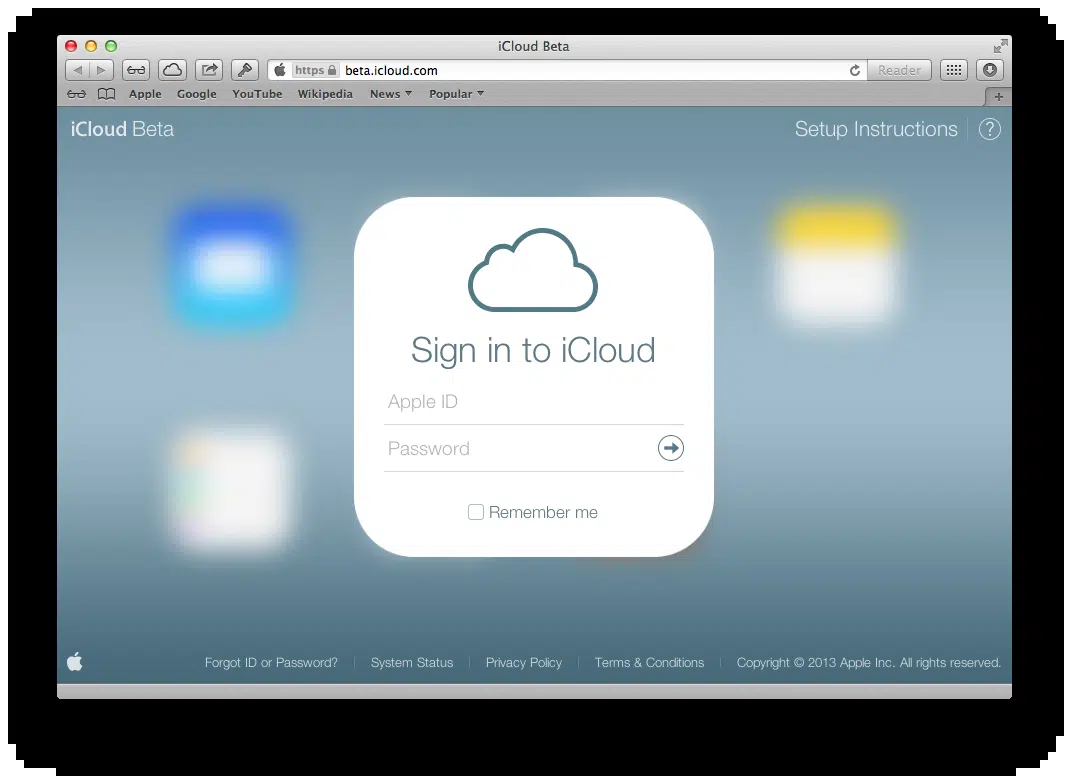 iCloud Beta
https beta.icloud.com Reader
Apple Google YouTube Wikipedia News Popular
iCloud Beta Setup Instructions ?
Sign in to iCloud
Apple ID
Password
Remember me
Forgot ID or Password? System Status Privacy Policy Terms & Conditions Copyright © 2013 Apple Inc. All rights reserved.